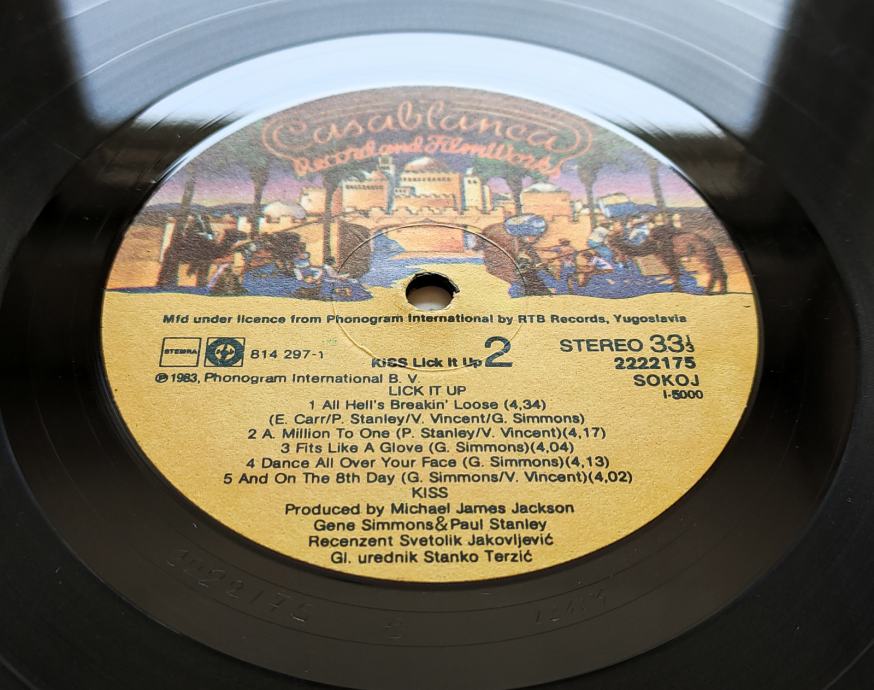 Casablanca
Record and FilmWorks
Mfd under licence from Phonogram International by RTB Records, Yugoslavia
STEMRA
814 297-1
KISS Lick It Up 2
STEREO 33⅓
2222175
℗ 1983, Phonogram International B. V.
SOKOJ
I-5000
LICK IT UP
1 All Hell's Breakin' Loose (4,34)
(E. Carr/P. Stanley/V. Vincent/G. Simmons)
2 A. Million To One (P. Stanley/V. Vincent)(4,17)
3 Fits Like A Glove (G. Simmons)(4,04)
4 Dance All Over Your Face (G. Simmons)(4,13)
5 And On The 8th Day (G. Simmons/V. Vincent)(4,02)
KISS
Produced by Michael James Jackson
Gene Simmons&Paul Stanley
Recenzent Svetolik Jakovljević
Gl. urednik Stanko Terzić